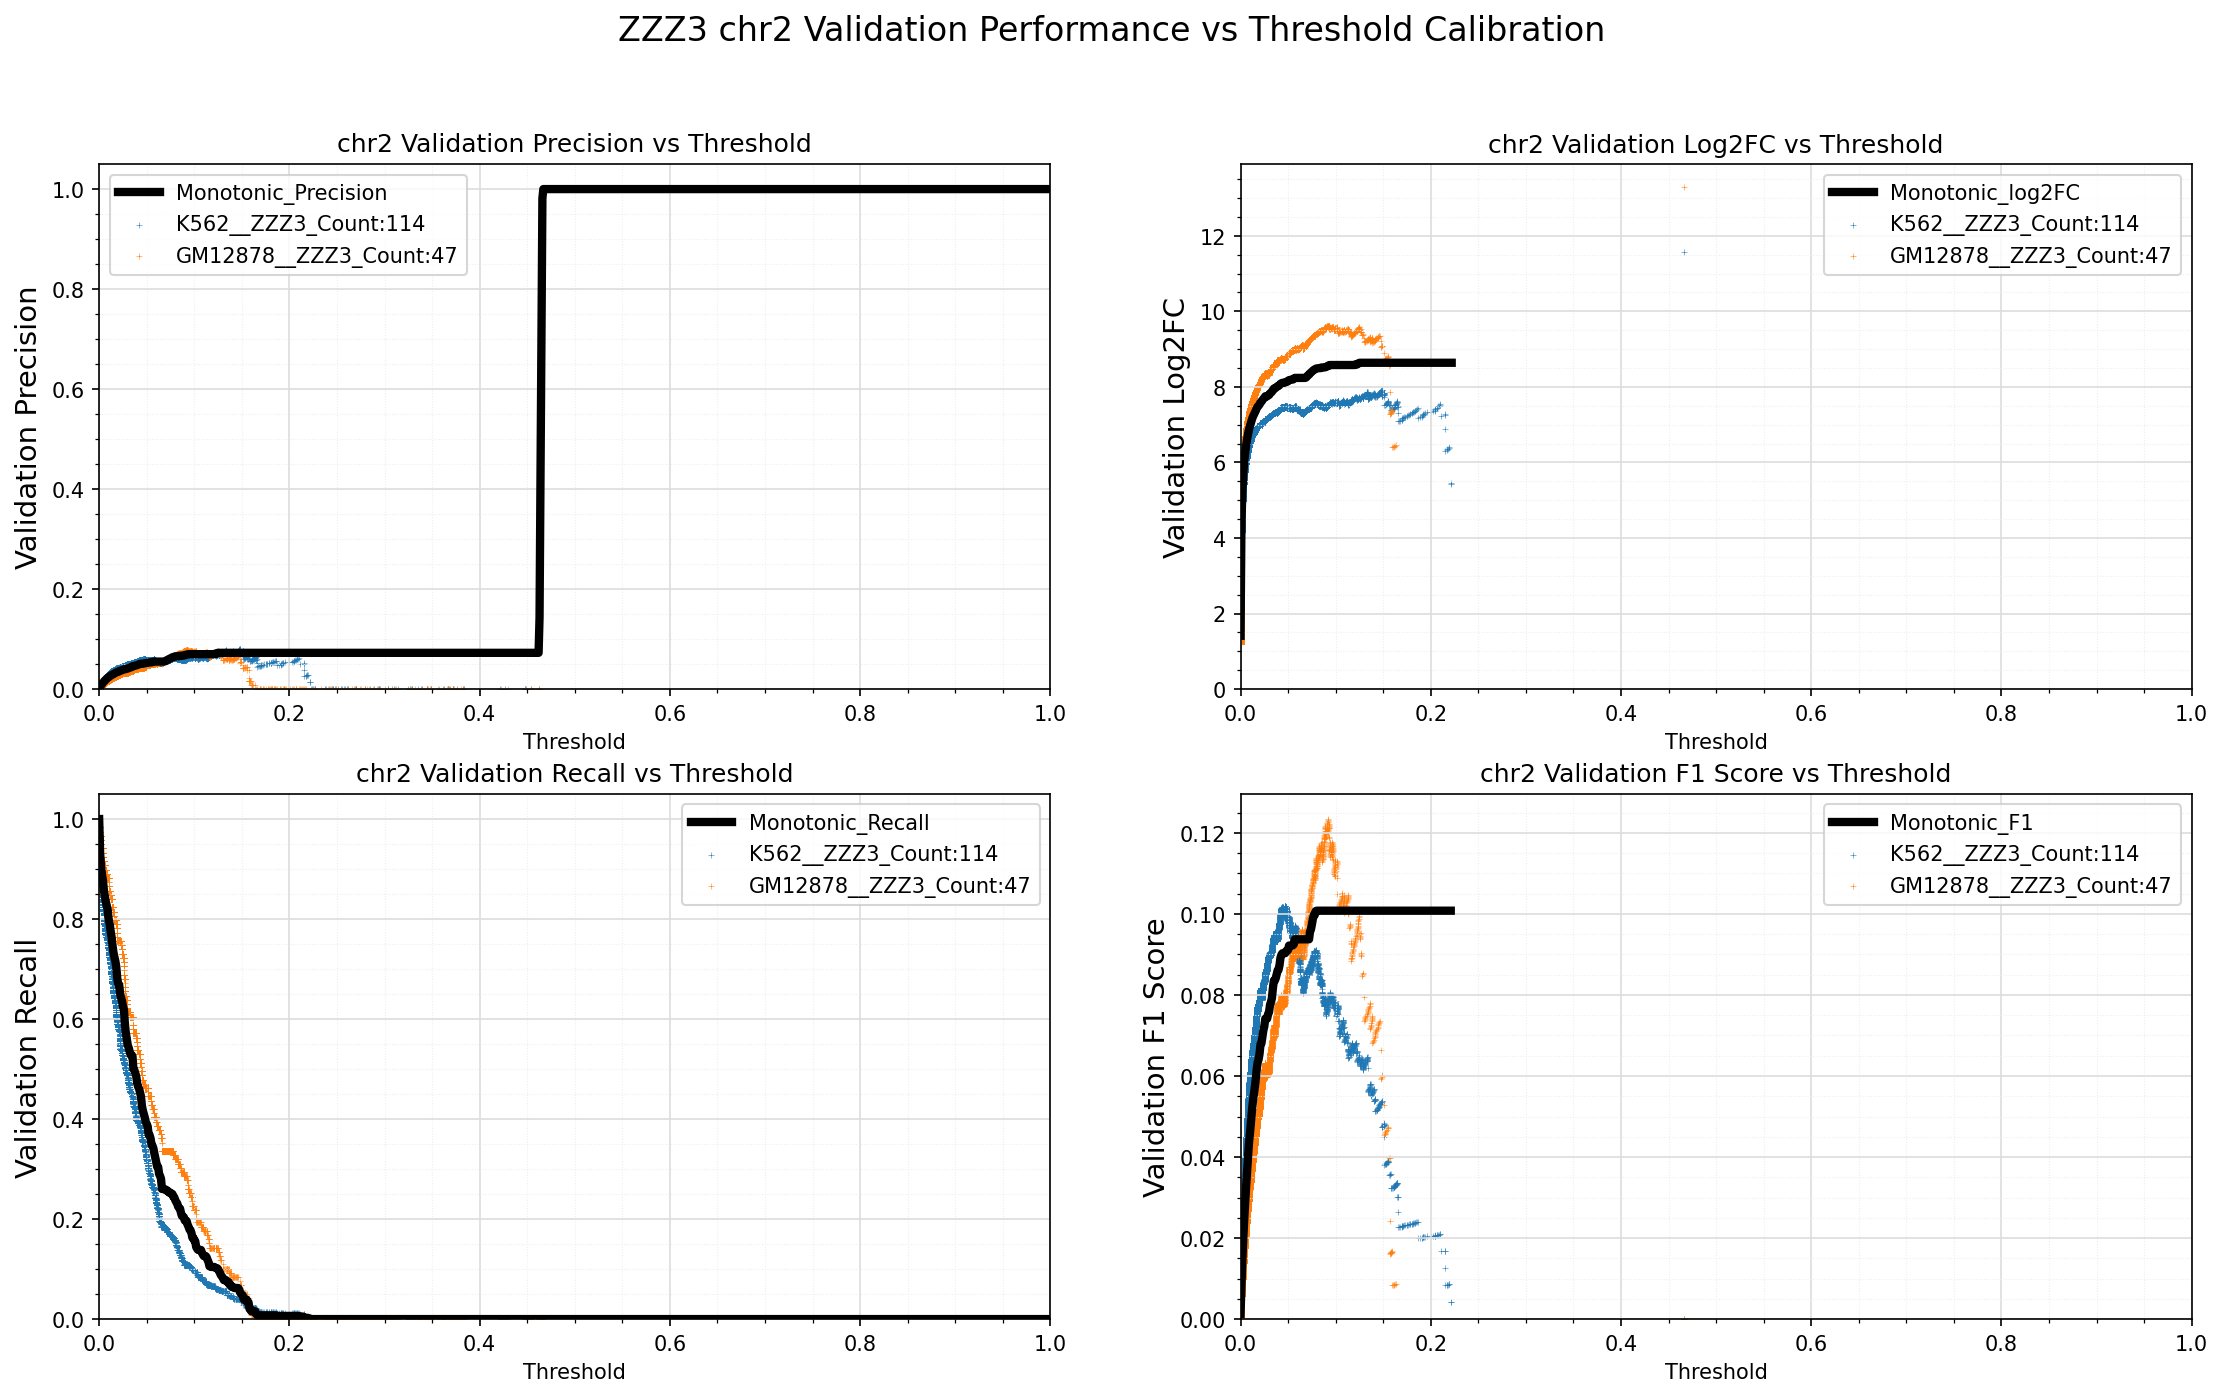 ZZZ3 chr2 Validation Performance vs Threshold Calibration
chr2 Validation Precision vs Threshold
Validation Precision
1.0
0.8
0.6
0.4
0.2
0.0
Monotonic_Precision
K562__ZZZ3_Count:114
GM12878__ZZZ3_Count:47
0.0 0.2 0.4 0.6 0.8 1.0
Threshold
chr2 Validation Log2FC vs Threshold
Validation Log2FC
12
10
8
6
4
2
0
Monotonic_log2FC
K562__ZZZ3_Count:114
GM12878__ZZZ3_Count:47
0.0 0.2 0.4 0.6 0.8 1.0
Threshold
chr2 Validation Recall vs Threshold
Validation Recall
1.0
0.8
0.6
0.4
0.2
0.0
Monotonic_Recall
K562__ZZZ3_Count:114
GM12878__ZZZ3_Count:47
0.0 0.2 0.4 0.6 0.8 1.0
Threshold
chr2 Validation F1 Score vs Threshold
Validation F1 Score
0.12
0.10
0.08
0.06
0.04
0.02
0.00
Monotonic_F1
K562__ZZZ3_Count:114
GM12878__ZZZ3_Count:47
0.0 0.2 0.4 0.6 0.8 1.0
Threshold